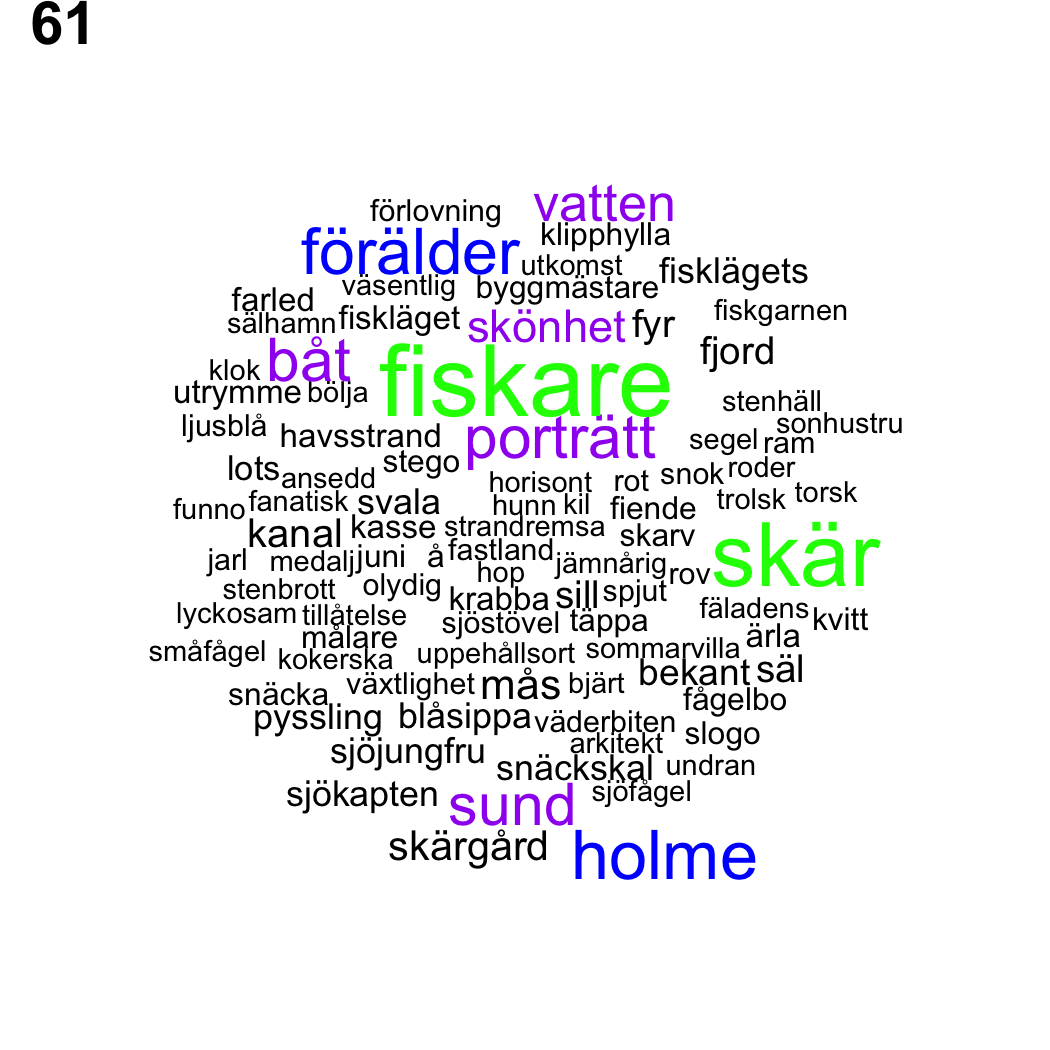 61
förlovning vatten
klipphylla
förälder utkomst fisklägets
väsentlig byggmästare
farled fiskgarnen
sälhamn fiskläget skönhet fyr
båt fjord
klok fiskare
utrymme bölja stenhäll
ljusblå havsstrand porträtt segel ram sonhustru
lots ansedd stego snok roder
horisont rot
funno fanatisk svala hunn kil fiende trolsk torsk
kanal kasse strandremsa skarv
jarl medalj juni å fastland jämnårig skär
hop rov
stenbrott olydig krabba sill spjut
lyckosam tillåtelse sjöstövel täppa fäladens kvitt
målare ärla
småfågel kokerska uppehållsort sommarvilla
snäcka växtlighet mås bjärt bekant säl
fågelbo
pyssling blåsippa väderbiten
sjöjungfru arkitekt slogo
snäckskal undran
sjökapten sund sjöfågel
skärgård holme